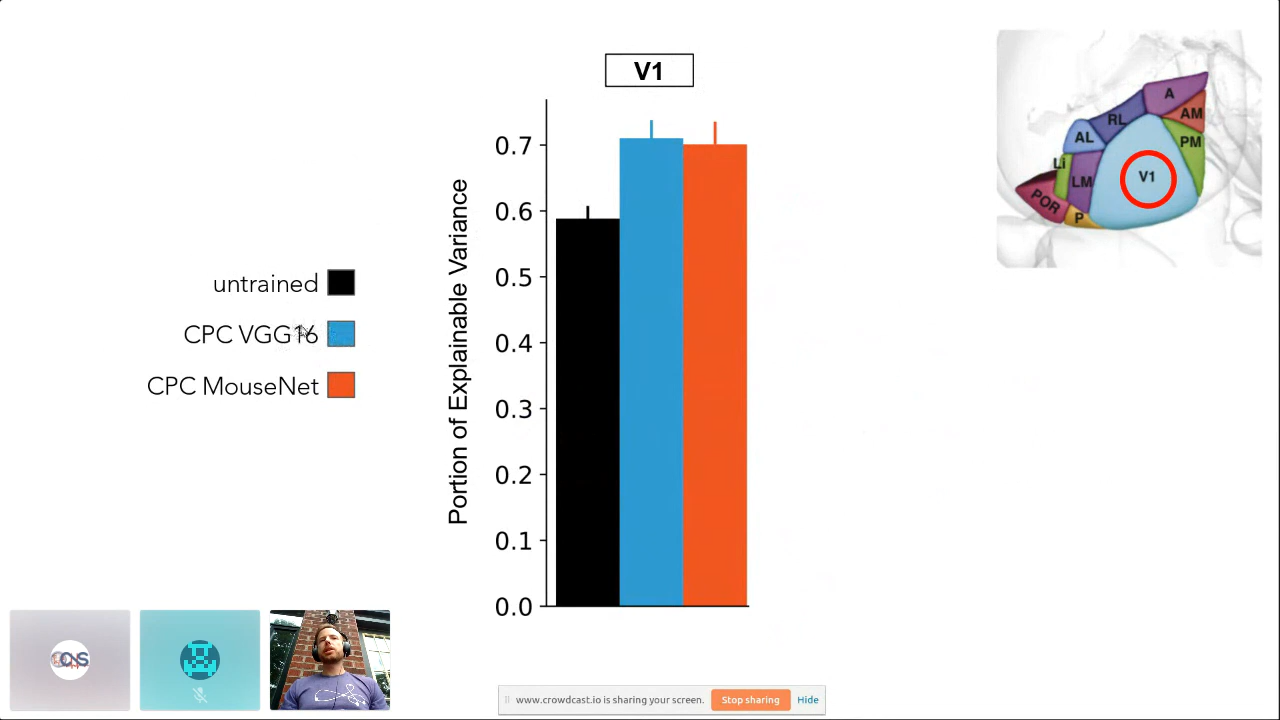 V1
0.7
0.6
0.5
0.4
0.3
0.2
0.1
0.0
Portion of Explainable Variance
untrained
CPC VGG16
CPC MouseNet
A
RL
AM
AL
PM
Li
LM
V1
POR
P
www.crowdcast.io is sharing your screen.
Stop sharing
Hide